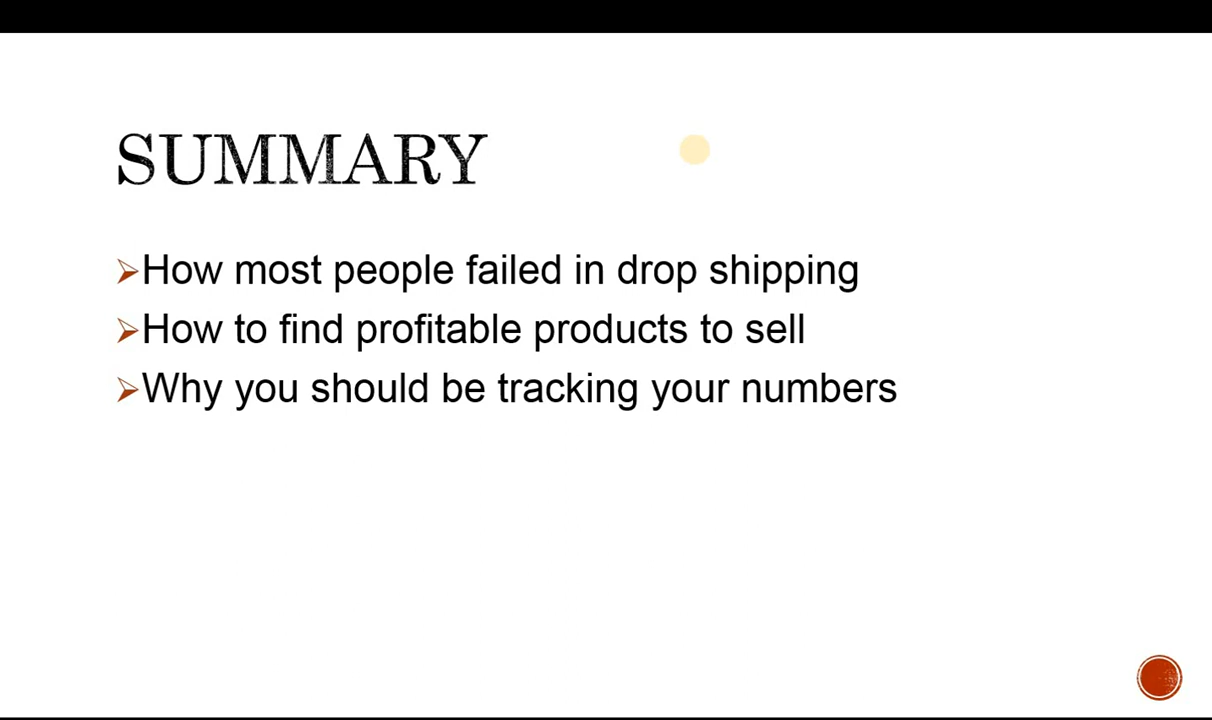 SUMMARY
How most people failed in drop shipping
How to find profitable products to sell
Why you should be tracking your numbers